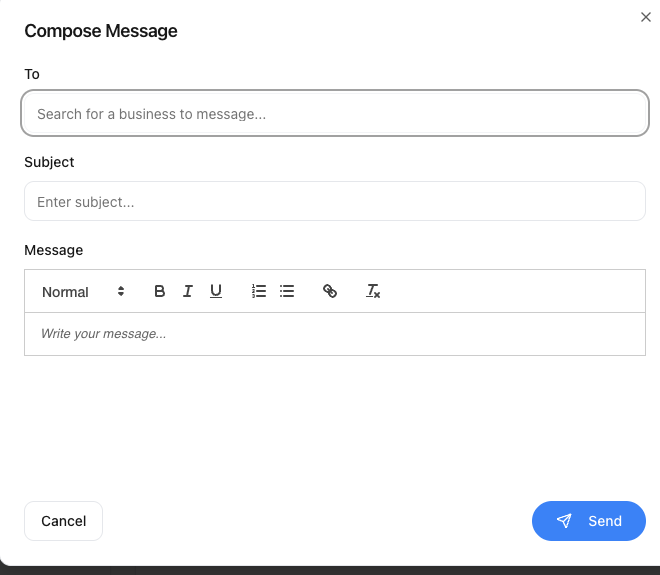 Compose Message
To
Search for a business to message...
Subject
Enter subject...
Message
Normal B I U
Write your message...
Cancel Send